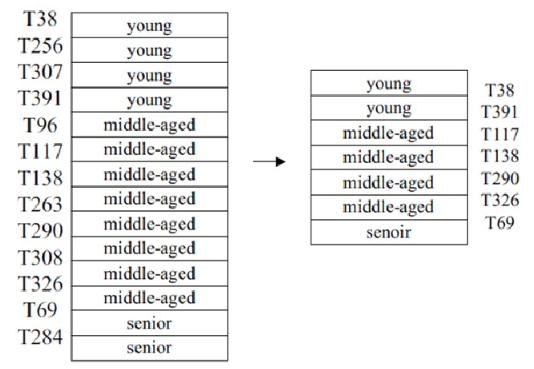 T38 young
T256 young
T307 young
T391 young
T96 middle-aged
T117 middle-aged
T138 middle-aged
T263 middle-aged
T290 middle-aged
T308 middle-aged
T326 middle-aged
T69 senior
T284 senior
young T38
young T391
middle-aged T117
middle-aged T138
middle-aged T290
middle-aged T326
senoir T69